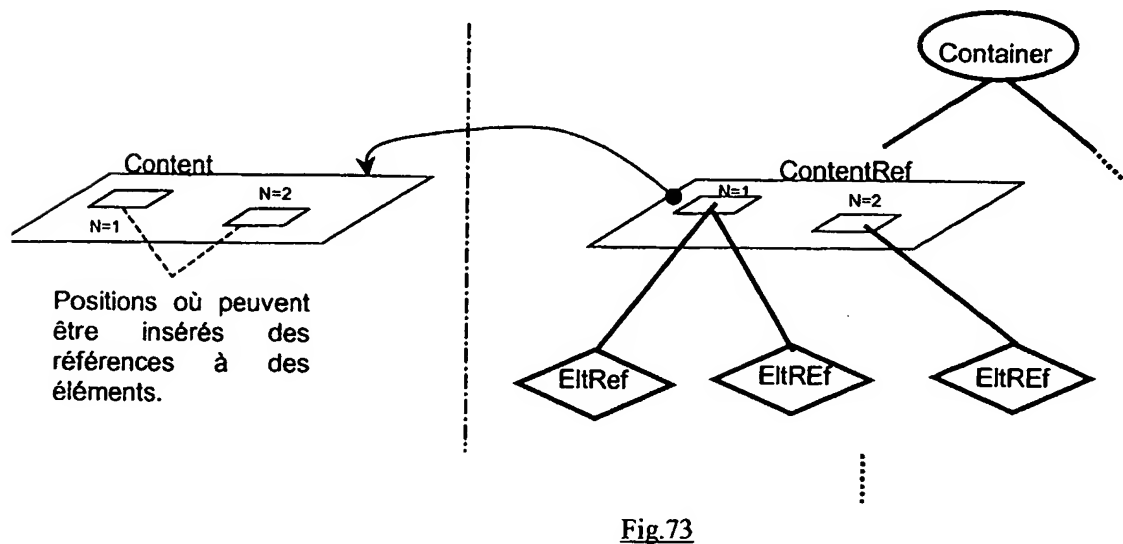 Container
Content
N=1
N=2
Positions où peuvent
être insérés des
références à des
éléments.
ContentRef
N=1
N=2
EltRef
EltREf
EltREf
Fig.73